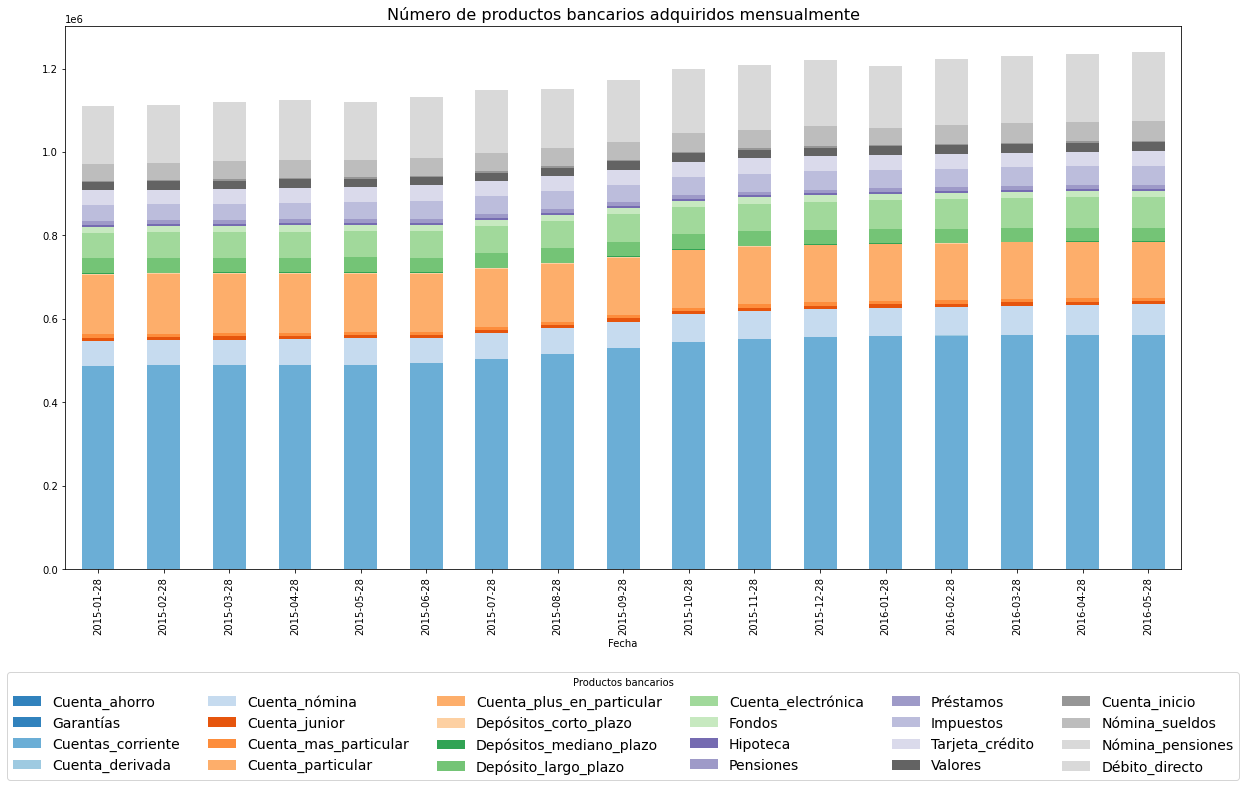 Número de productos bancarios adquiridos mensualmente
1e6
1.2
1.0
0.8
0.6
0.4
0.2
0.0
2015-01-28
2015-02-28
2015-03-28
2015-04-28
2015-05-28
2015-06-28
2015-07-28
2015-08-28
2015-09-28
2015-10-28
2015-11-28
2015-12-28
2016-01-28
2016-02-28
2016-03-28
2016-04-28
2016-05-28
Fecha
Productos bancarios
Cuenta_ahorro
Garantías
Cuentas_corriente
Cuenta_derivada
Cuenta_nómina
Cuenta_junior
Cuenta_mas_particular
Cuenta_particular
Cuenta_plus_en_particular
Depósitos_corto_plazo
Depósitos_mediano_plazo
Depósito_largo_plazo
Cuenta_electrónica
Fondos
Hipoteca
Pensiones
Préstamos
Impuestos
Tarjeta_crédito
Valores
Cuenta_inicio
Nómina_sueldos
Nómina_pensiones
Débito_directo